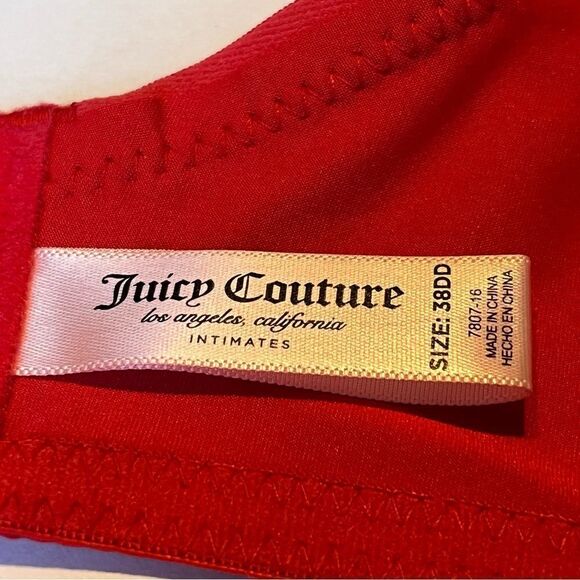 Juicy Couture
los angeles, california
INTIMATES
SIZE: 38DD
7807-16
MADE IN CHINA
HECHO EN CHINA